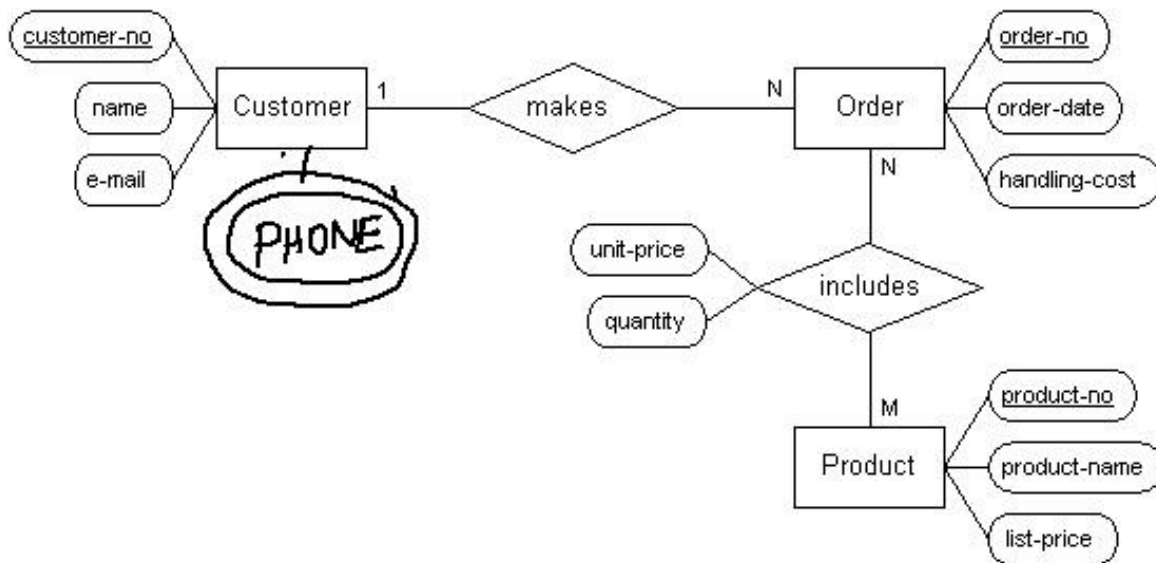 customer-no
name
e-mail
Customer
1
makes
N
Order
order-no
order-date
handling-cost
PHONE
N
unit-price
quantity
includes
M
Product
product-no
product-name
list-price